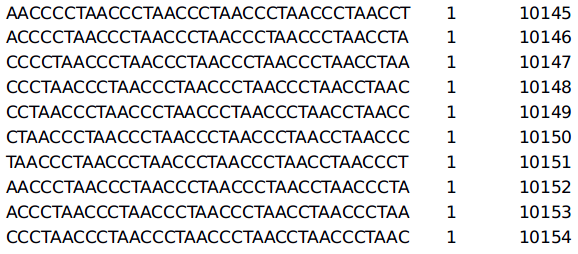 AACCCCTAACCCTAACCCTAACCCTAACCCTAACCT 1 10145
ACCCCTAACCCTAACCCTAACCCTAACCCTAACCTA 1 10146
CCCCTAACCCTAACCCTAACCCTAACCCTAACCTAA 1 10147
CCCTAACCCTAACCCTAACCCTAACCCTAACCTAAC 1 10148
CCTAACCCTAACCCTAACCCTAACCCTAACCTAACC 1 10149
CTAACCCTAACCCTAACCCTAACCCTAACCTAACCC 1 10150
TAACCCTAACCCTAACCCTAACCCTAACCTAACCCT 1 10151
AACCCTAACCCTAACCCTAACCCTAACCTAACCCTA 1 10152
ACCCTAACCCTAACCCTAACCCTAACCTAACCCTAA 1 10153
CCCTAACCCTAACCCTAACCCTAACCTAACCCTAAC 1 10154